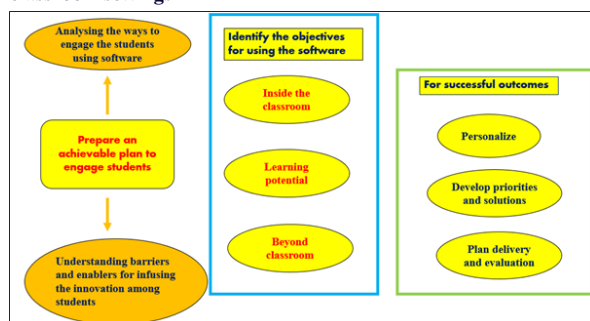 Analysing the ways to
engage the students
using software
Prepare an
achievable plan to
engage students
Understanding barriers
and enablers for infusing
the innovation among
students
Identify the objectives
for using the software
Inside the
classroom
Learning
potential
Beyond
classroom
For successful outcomes
Personalize
Develop priorities
and solutions
Plan delivery
and evaluation